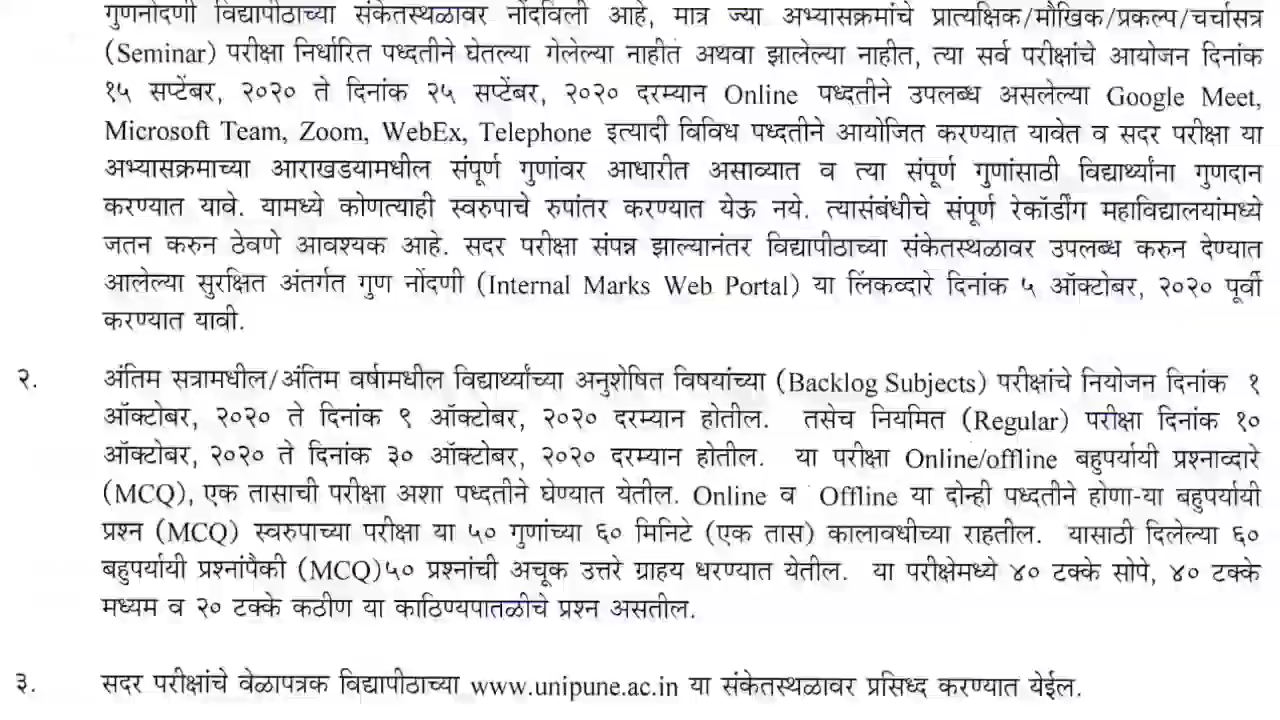 गुणनोंदणी विद्यापीठाच्या संकेतस्थळावर नोंदविली आहे, मात्र ज्या अभ्यासक्रमांचे प्रात्यक्षिक/मौखिक/प्रकल्प/चर्चासत्र
(Seminar) परीक्षा निर्धारित पध्दतीने घेतल्या गेलेल्या नाहीत अथवा झालेल्या नाहीत, त्या सर्व परीक्षांचे आयोजन दिनांक
१५ सप्टेंबर, २०२० ते दिनांक २५ सप्टेंबर, २०२० दरम्यान Online पध्दतीने उपलब्ध असलेल्या Google Meet,
Microsoft Team, Zoom, WebEx, Telephone इत्यादी विविध पध्दतीने आयोजित करण्यात यावेत व सदर परीक्षा या
अभ्यासक्रमाच्या आराखडयामधील संपूर्ण गुणांवर आधारीत असाव्यात व त्या संपूर्ण गुणांसाठी विद्यार्थ्यांना गुणदान
करण्यात यावे. यामध्ये कोणत्याही स्वरुपाचे रुपांतर करण्यात येऊ नये. त्यासंबंधीचे संपूर्ण रेकॉर्डींग महाविद्यालयांमध्ये
जतन करुन ठेवणे आवश्यक आहे. सदर परीक्षा संपन्न झाल्यानंतर विद्यापीठाच्या संकेतस्थळावर उपलब्ध करुन देण्यात
आलेल्या सुरक्षित अंतर्गत गुण नोंदणी (Internal Marks Web Portal) या लिंकव्दारे दिनांक ५ ऑक्टोबर, २०२० पूर्वी
करण्यात यावी.
२. अंतिम सत्रामधील/अंतिम वर्षामधील विद्यार्थ्यांच्या अनुशेषित विषयांच्या (Backlog Subjects) परीक्षांचे नियोजन दिनांक १
ऑक्टोबर, २०२० ते दिनांक ९ ऑक्टोबर, २०२० दरम्यान होतील. तसेच नियमित (Regular) परीक्षा दिनांक १०
ऑक्टोबर, २०२० ते दिनांक ३० ऑक्टोबर, २०२० दरम्यान होतील. या परीक्षा Online/offline बहुपर्यायी प्रश्नाव्दारे
(MCQ), एक तासाची परीक्षा अशा पध्दतीने घेण्यात येतील. Online व Offline या दोन्ही पध्दतीने होणा-या बहुपर्यायी
प्रश्न (MCQ) स्वरुपाच्या परीक्षा या ५० गुणांच्या ६० मिनिटे (एक तास) कालावधीच्या राहतील. यासाठी दिलेल्या ६०
बहुपर्यायी प्रश्नांपैकी (MCQ)५० प्रश्नांची अचूक उत्तरे ग्राहय धरण्यात येतील. या परीक्षेमध्ये ४० टक्के सोपे, ४० टक्के
मध्यम व २० टक्के कठीण या काठिण्यपातळीचे प्रश्न असतील.
३. सदर परीक्षांचे वेळापत्रक विद्यापीठाच्या www.unipune.ac.in या संकेतस्थळावर प्रसिध्द करण्यात येईल.